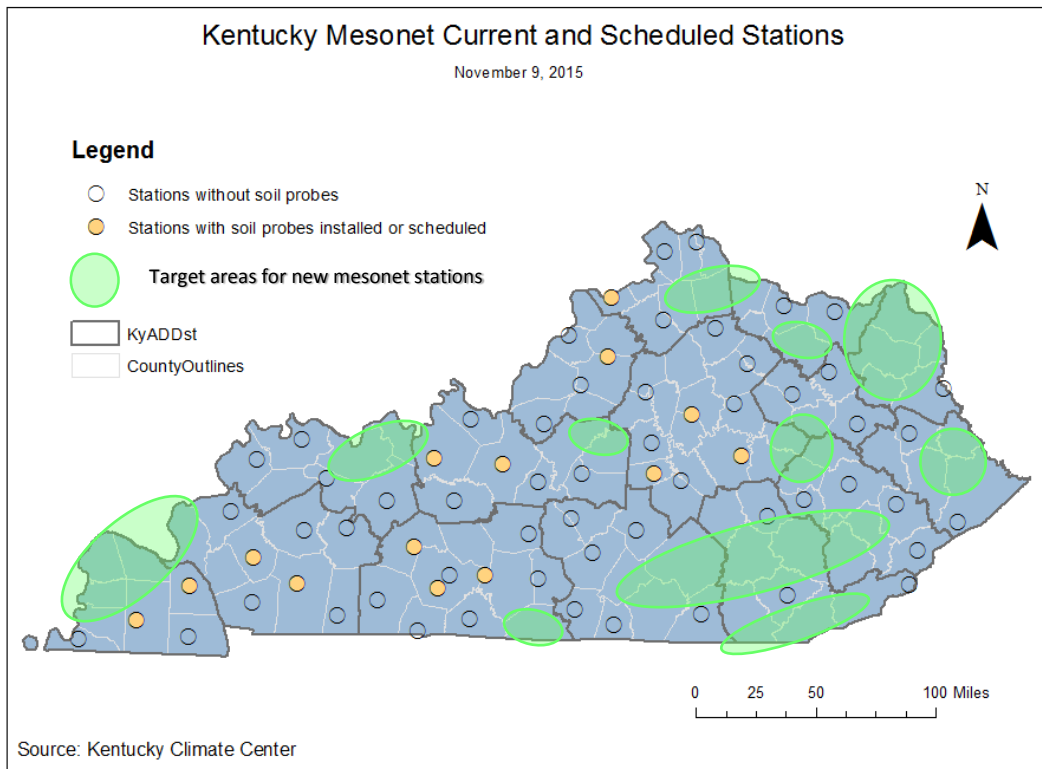 Kentucky Mesonet Current and Scheduled Stations
November 9, 2015
Legend
Stations without soil probes
Stations with soil probes installed or scheduled
Target areas for new mesonet stations
KyADDst
CountyOutlines
N
0 25 50 100 Miles
Source: Kentucky Climate Center